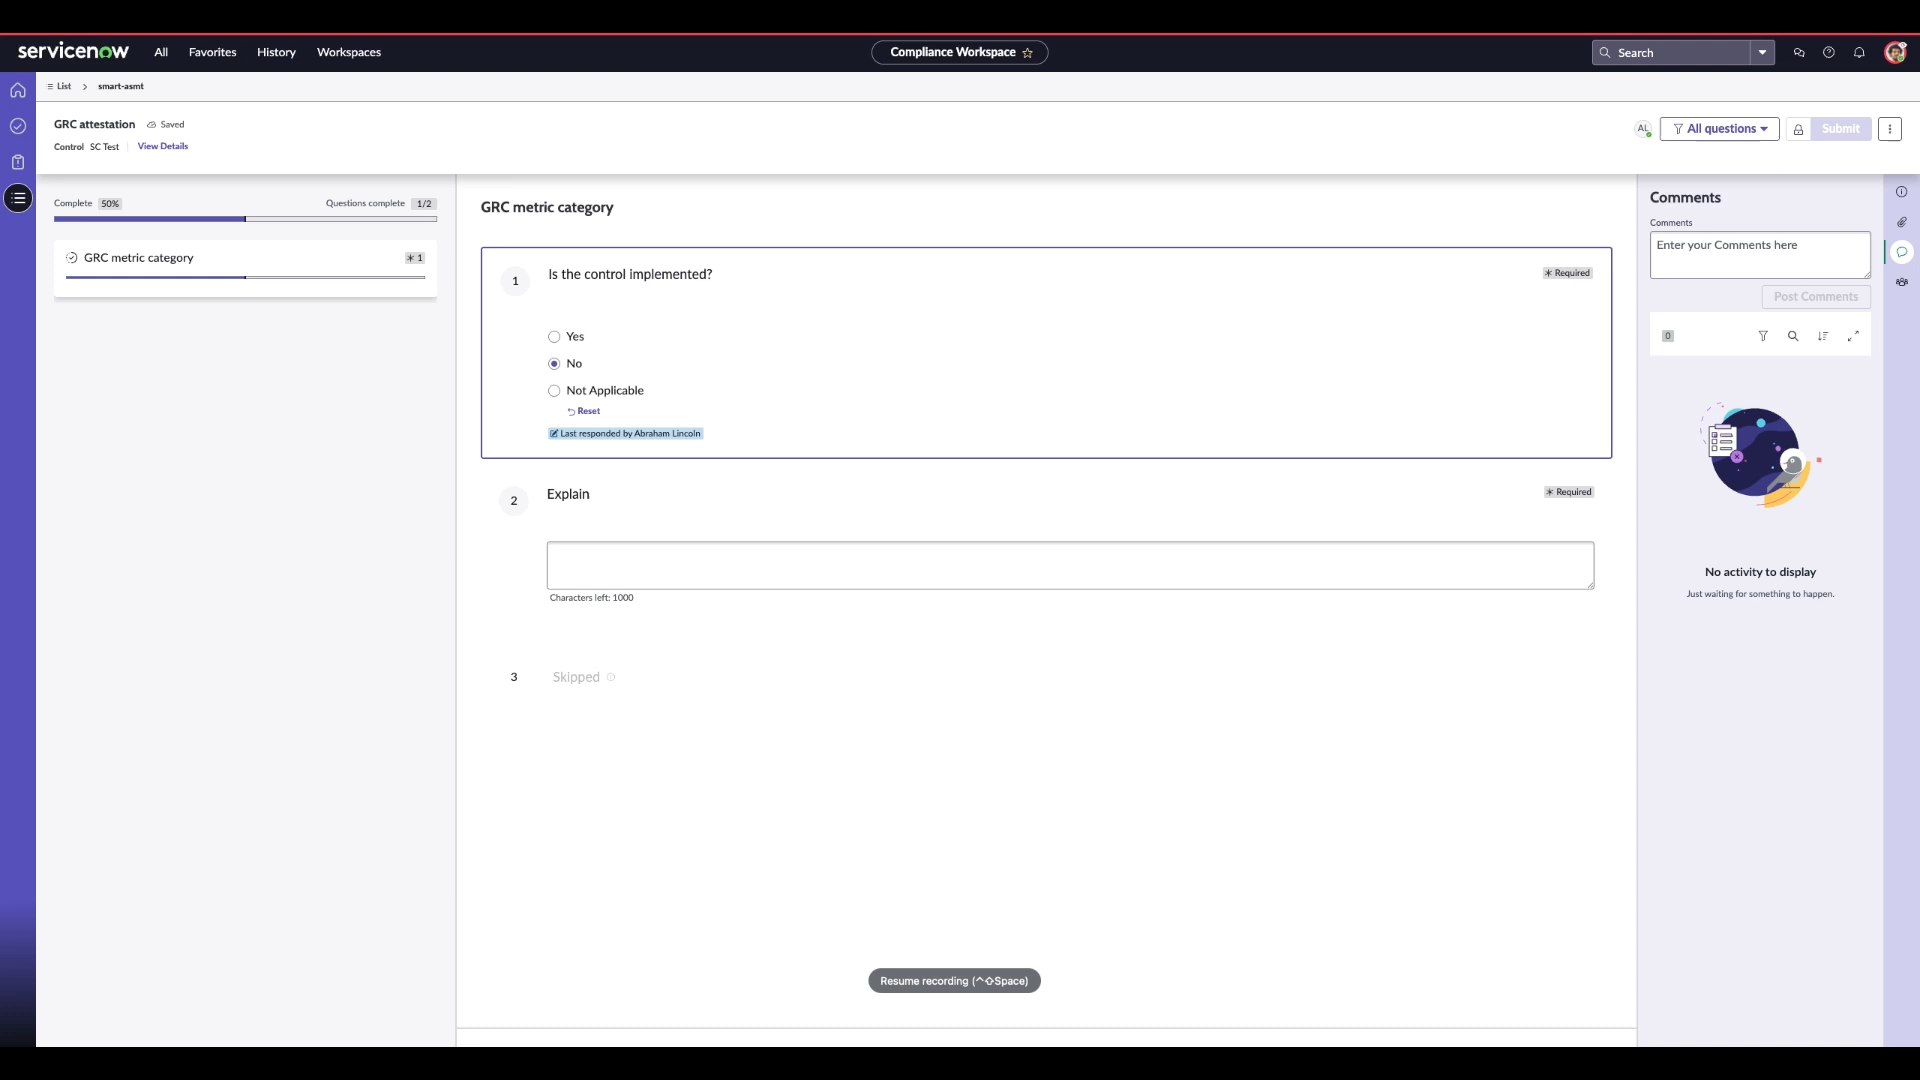 servicenow All Favorites History Workspaces Compliance Workspace Search
List > smart-asmt
GRC attestation Saved
Control SC Test | View Details
AL All questions Submit
Complete 50% Questions complete 1/2
GRC metric category * 1
GRC metric category
1 Is the control implemented? * Required
Yes
No
Not Applicable
Reset
Last responded by Abraham Lincoln
2 Explain * Required
Characters left: 1000
3 Skipped
Resume recording (^⇧Space)
Comments
Comments
Enter your Comments here
Post Comments
0
No activity to display
Just waiting for something to happen.